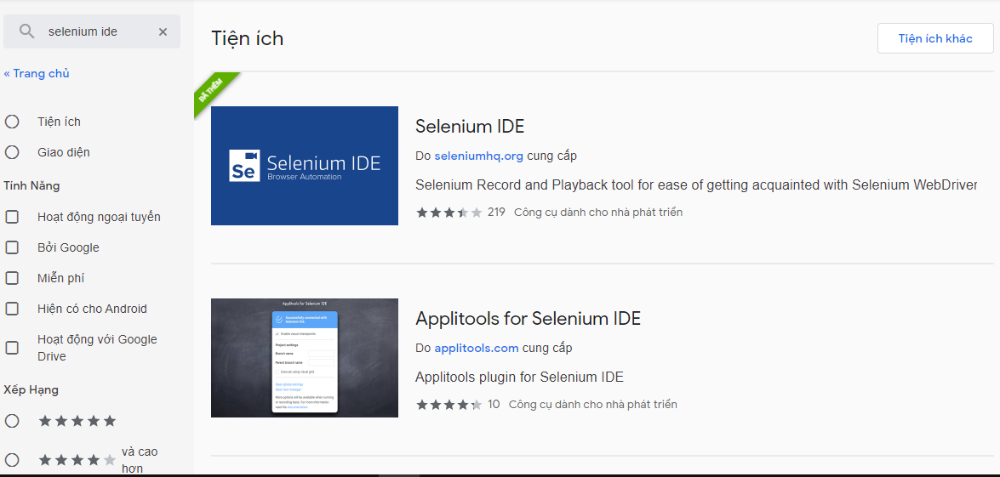 selenium ide
« Trang chủ
Tiện ích
Giao diện
Tính Năng
Hoạt động ngoại tuyến
Bởi Google
Miễn phí
Hiện có cho Android
Hoạt động với Google
Drive
Xếp Hạng
và cao
hơn
Tiện ích
Tiện ích khác
ĐÃ THÊM
Se
Selenium IDE
Browser Automation
Selenium IDE
Do seleniumhq.org cung cấp
Selenium Record and Playback tool for ease of getting acquainted with Selenium WebDriver
219 Công cụ dành cho nhà phát triển
Applitools for Selenium IDE
Successfully connected with
Selenium IDE.
Enable visual checkpoints
Project settings
Branch name
Parent branch name
Execute using visual grid
Open global settings
Open test manager
More options will be available when running
or recording tests. For more information
read the documentation.
Applitools for Selenium IDE
Do applitools.com cung cấp
Applitools plugin for Selenium IDE
10 Công cụ dành cho nhà phát triển